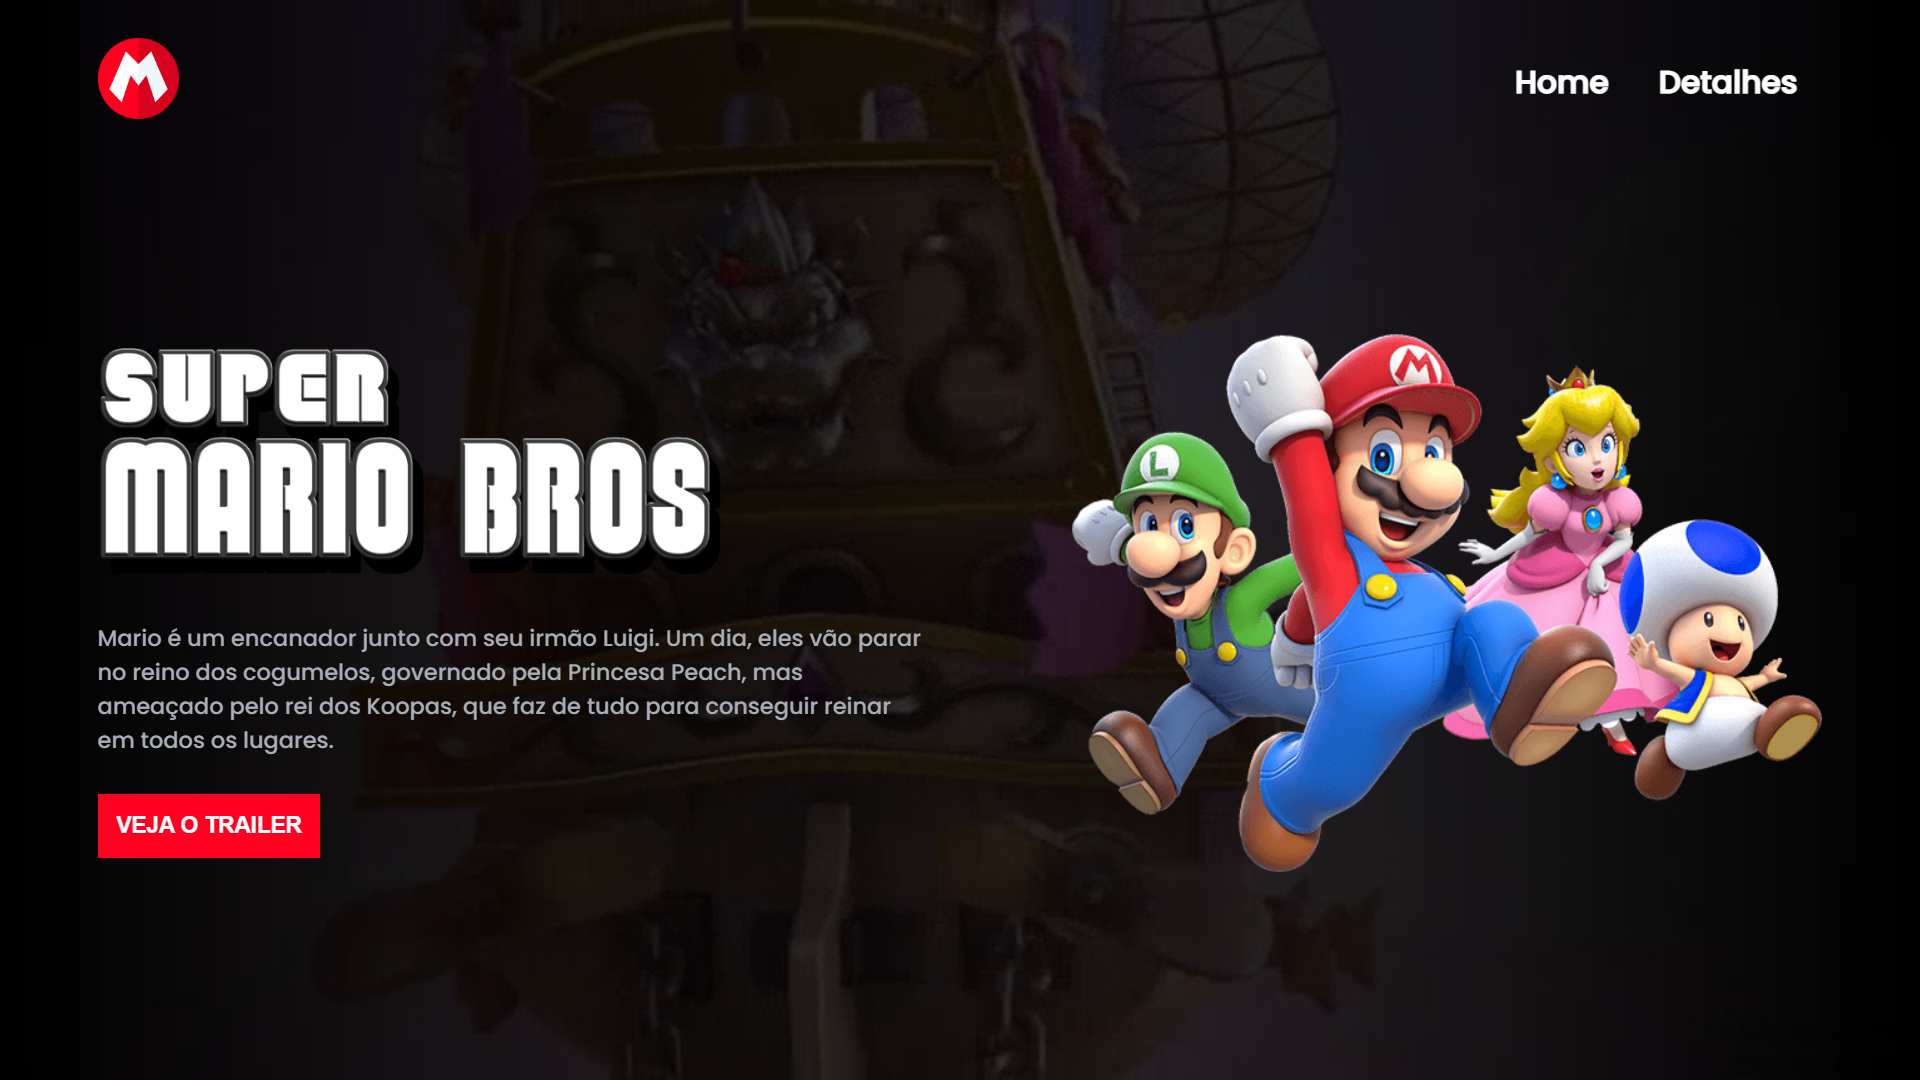 M
Home Detalhes
SUPER
MARIO BROS
M
L
Mario é um encanador junto com seu irmão Luigi. Um dia, eles vão parar
no reino dos cogumelos, governado pela Princesa Peach, mas
ameaçado pelo rei dos Koopas, que faz de tudo para conseguir reinar
em todos os lugares.
VEJA O TRAILER